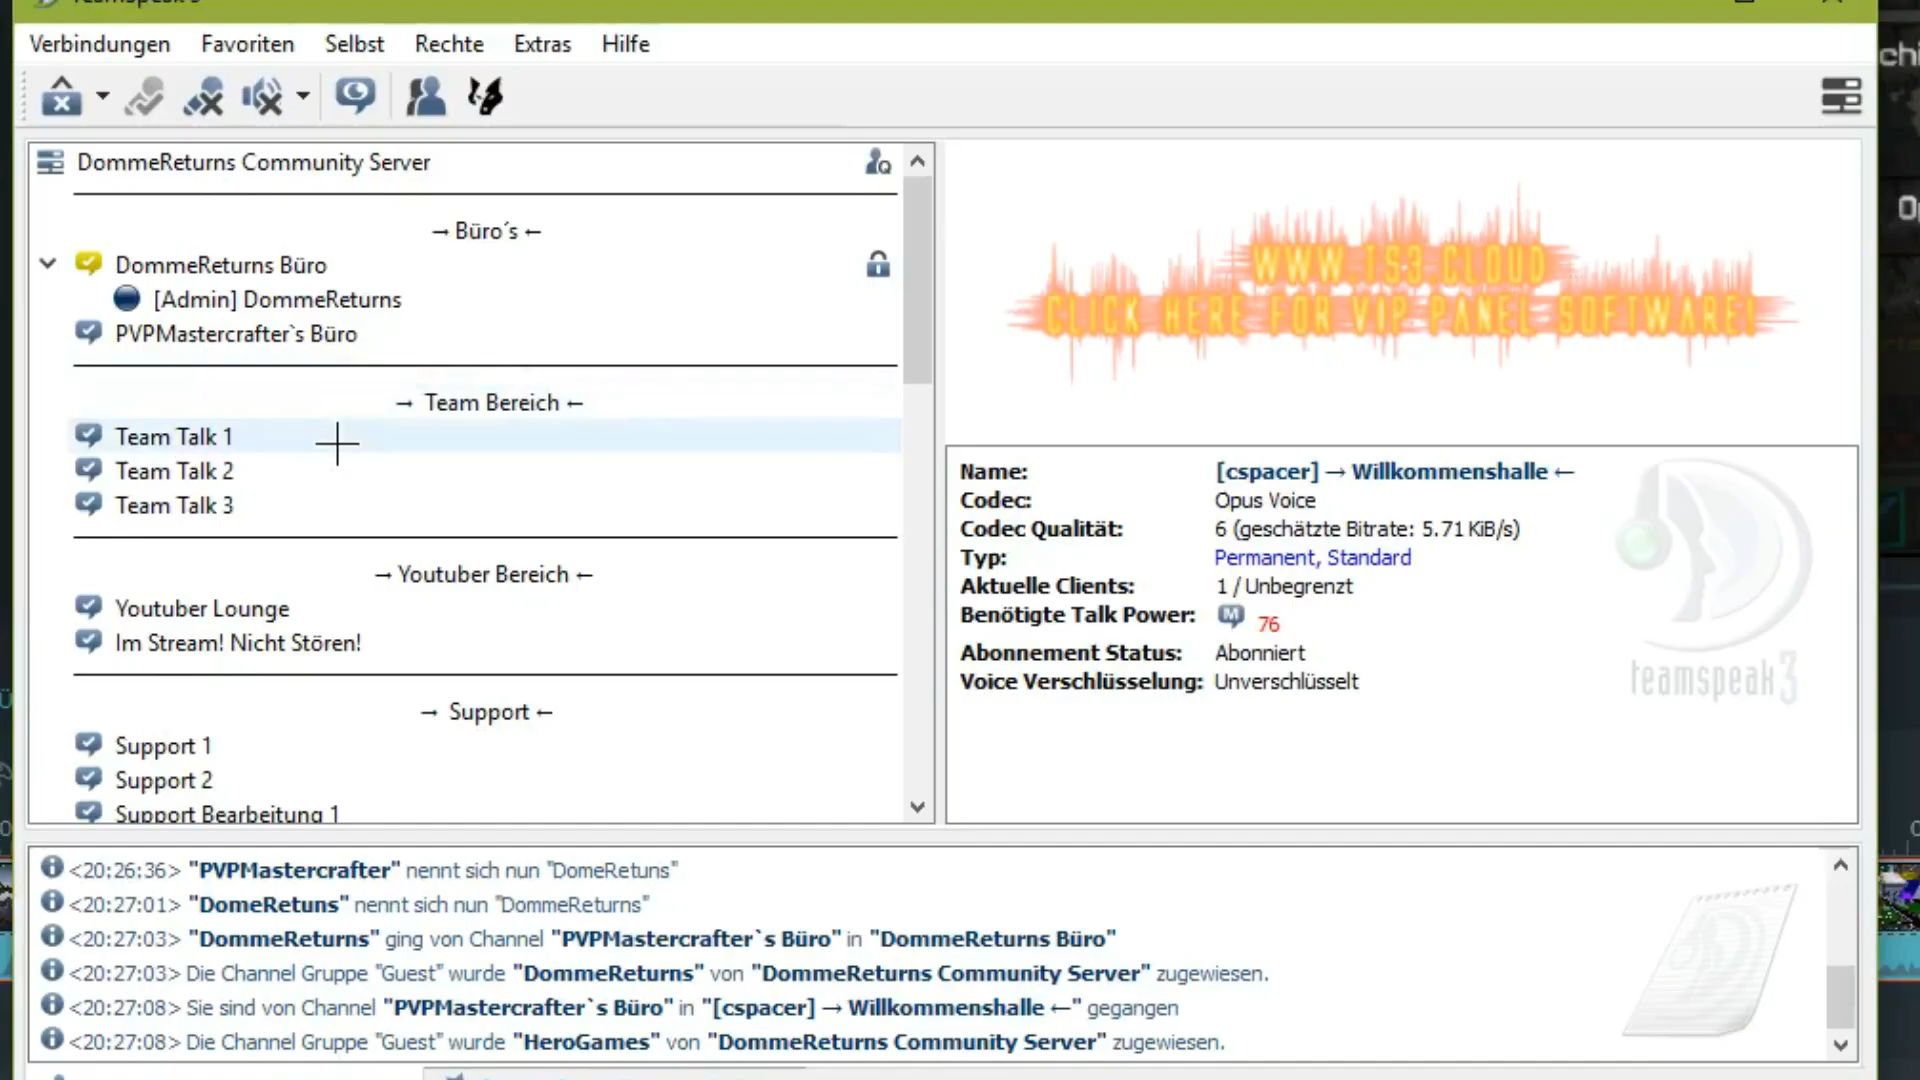 Teamspeak 3
Verbindungen Favoriten Selbst Rechte Extras Hilfe
DommeReturns Community Server
→ Büro´s ←
DommeReturns Büro
[Admin] DommeReturns
PVPMastercrafter`s Büro
→ Team Bereich ←
Team Talk 1
Team Talk 2
Team Talk 3
→ Youtuber Bereich ←
Youtuber Lounge
Im Stream! Nicht Stören!
→ Support ←
Support 1
Support 2
Support Bearbeitung 1
WWW.TS3.CLOUD
CLICK HERE FOR VIP PANEL SOFTWARE!
Name: [cspacer] → Willkommenshalle ←
Codec: Opus Voice
Codec Qualität: 6 (geschätzte Bitrate: 5.71 KiB/s)
Typ: Permanent, Standard
Aktuelle Clients: 1 / Unbegrenzt
Benötigte Talk Power: M 76
Abonnement Status: Abonniert
Voice Verschlüsselung: Unverschlüsselt
teamspeak 3
<20:26:36> "PVPMastercrafter" nennt sich nun "DomeRetuns"
<20:27:01> "DomeRetuns" nennt sich nun "DommeReturns"
<20:27:03> "DommeReturns" ging von Channel "PVPMastercrafter`s Büro" in "DommeReturns Büro"
<20:27:03> Die Channel Gruppe "Guest" wurde "DommeReturns" von "DommeReturns Community Server" zugewiesen.
<20:27:08> Sie sind von Channel "PVPMastercrafter`s Büro" in "[cspacer] → Willkommenshalle ←" gegangen
<20:27:08> Die Channel Gruppe "Guest" wurde "HeroGames" von "DommeReturns Community Server" zugewiesen.